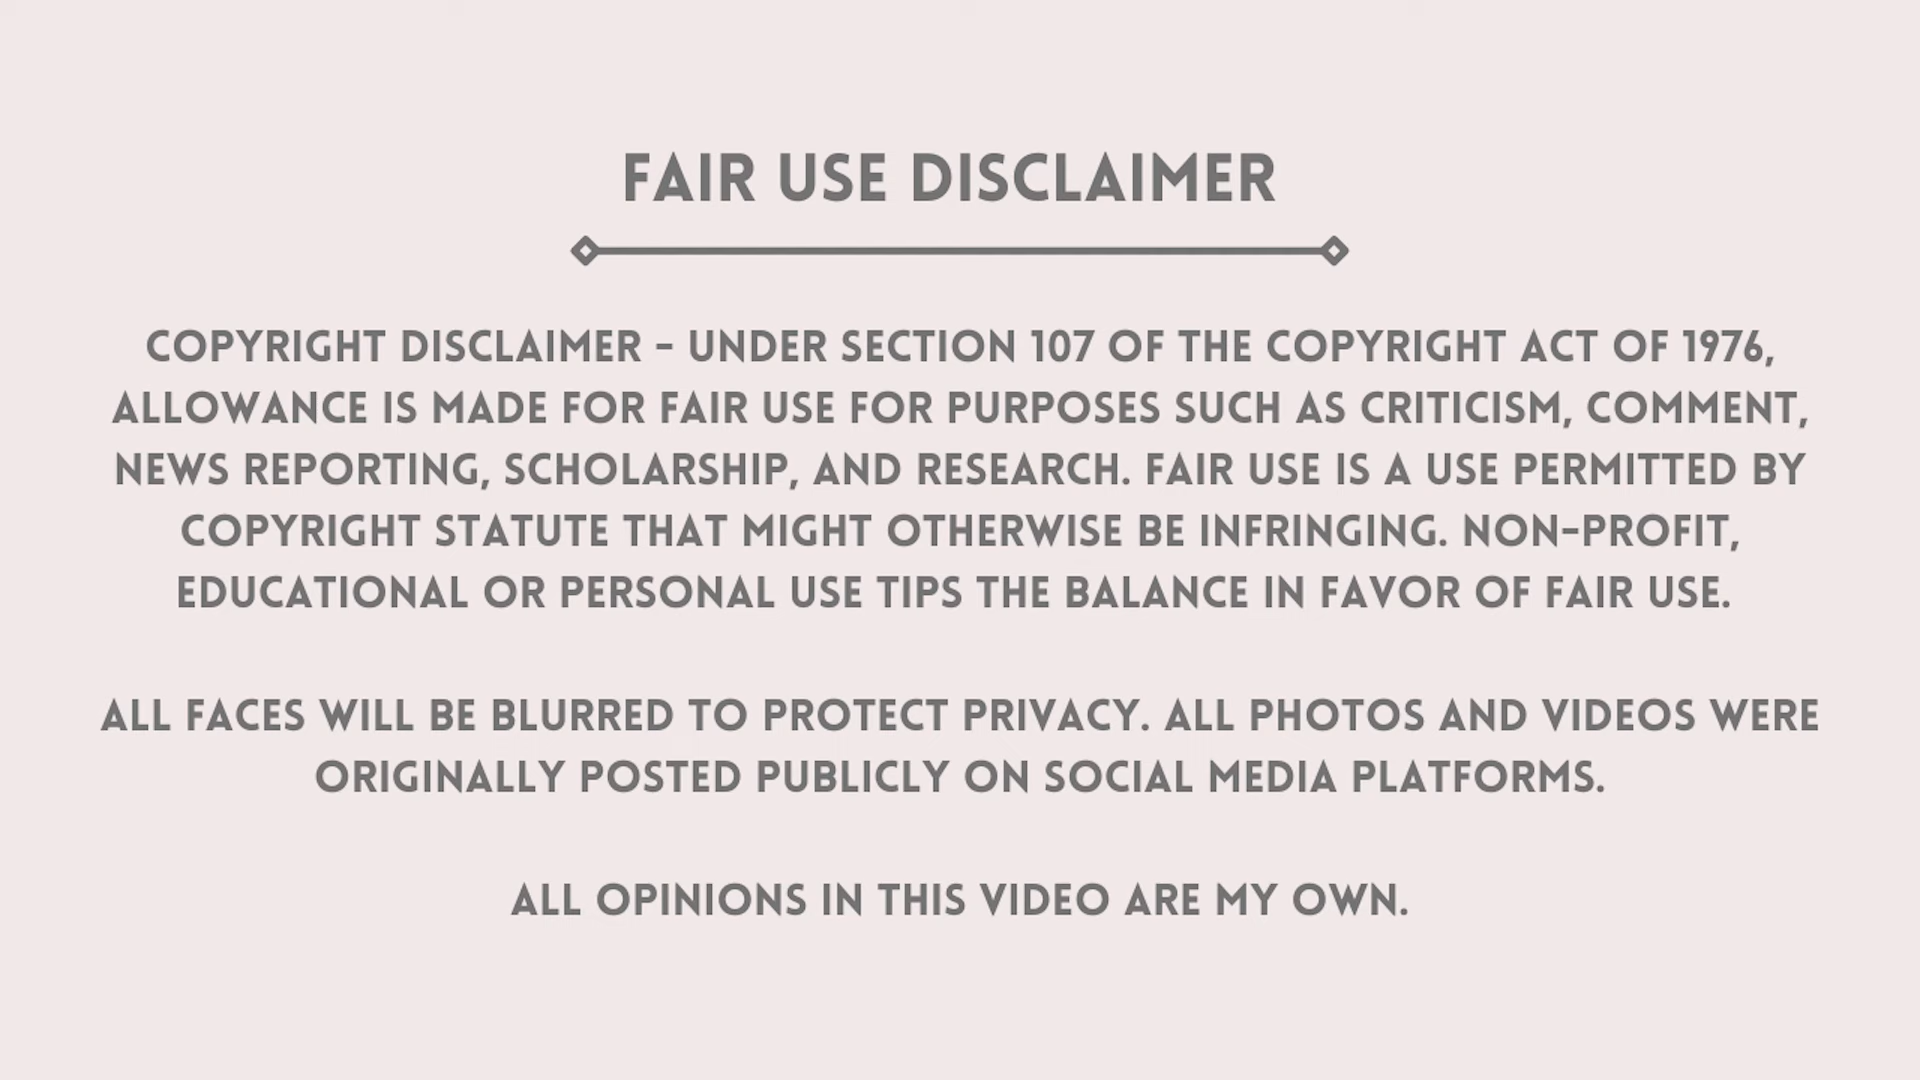 FAIR USE DISCLAIMER
COPYRIGHT DISCLAIMER - UNDER SECTION 107 OF THE COPYRIGHT ACT OF 1976,
ALLOWANCE IS MADE FOR FAIR USE FOR PURPOSES SUCH AS CRITICISM, COMMENT,
NEWS REPORTING, SCHOLARSHIP, AND RESEARCH. FAIR USE IS A USE PERMITTED BY
COPYRIGHT STATUTE THAT MIGHT OTHERWISE BE INFRINGING. NON-PROFIT,
EDUCATIONAL OR PERSONAL USE TIPS THE BALANCE IN FAVOR OF FAIR USE.
ALL FACES WILL BE BLURRED TO PROTECT PRIVACY. ALL PHOTOS AND VIDEOS WERE
ORIGINALLY POSTED PUBLICLY ON SOCIAL MEDIA PLATFORMS.
ALL OPINIONS IN THIS VIDEO ARE MY OWN.